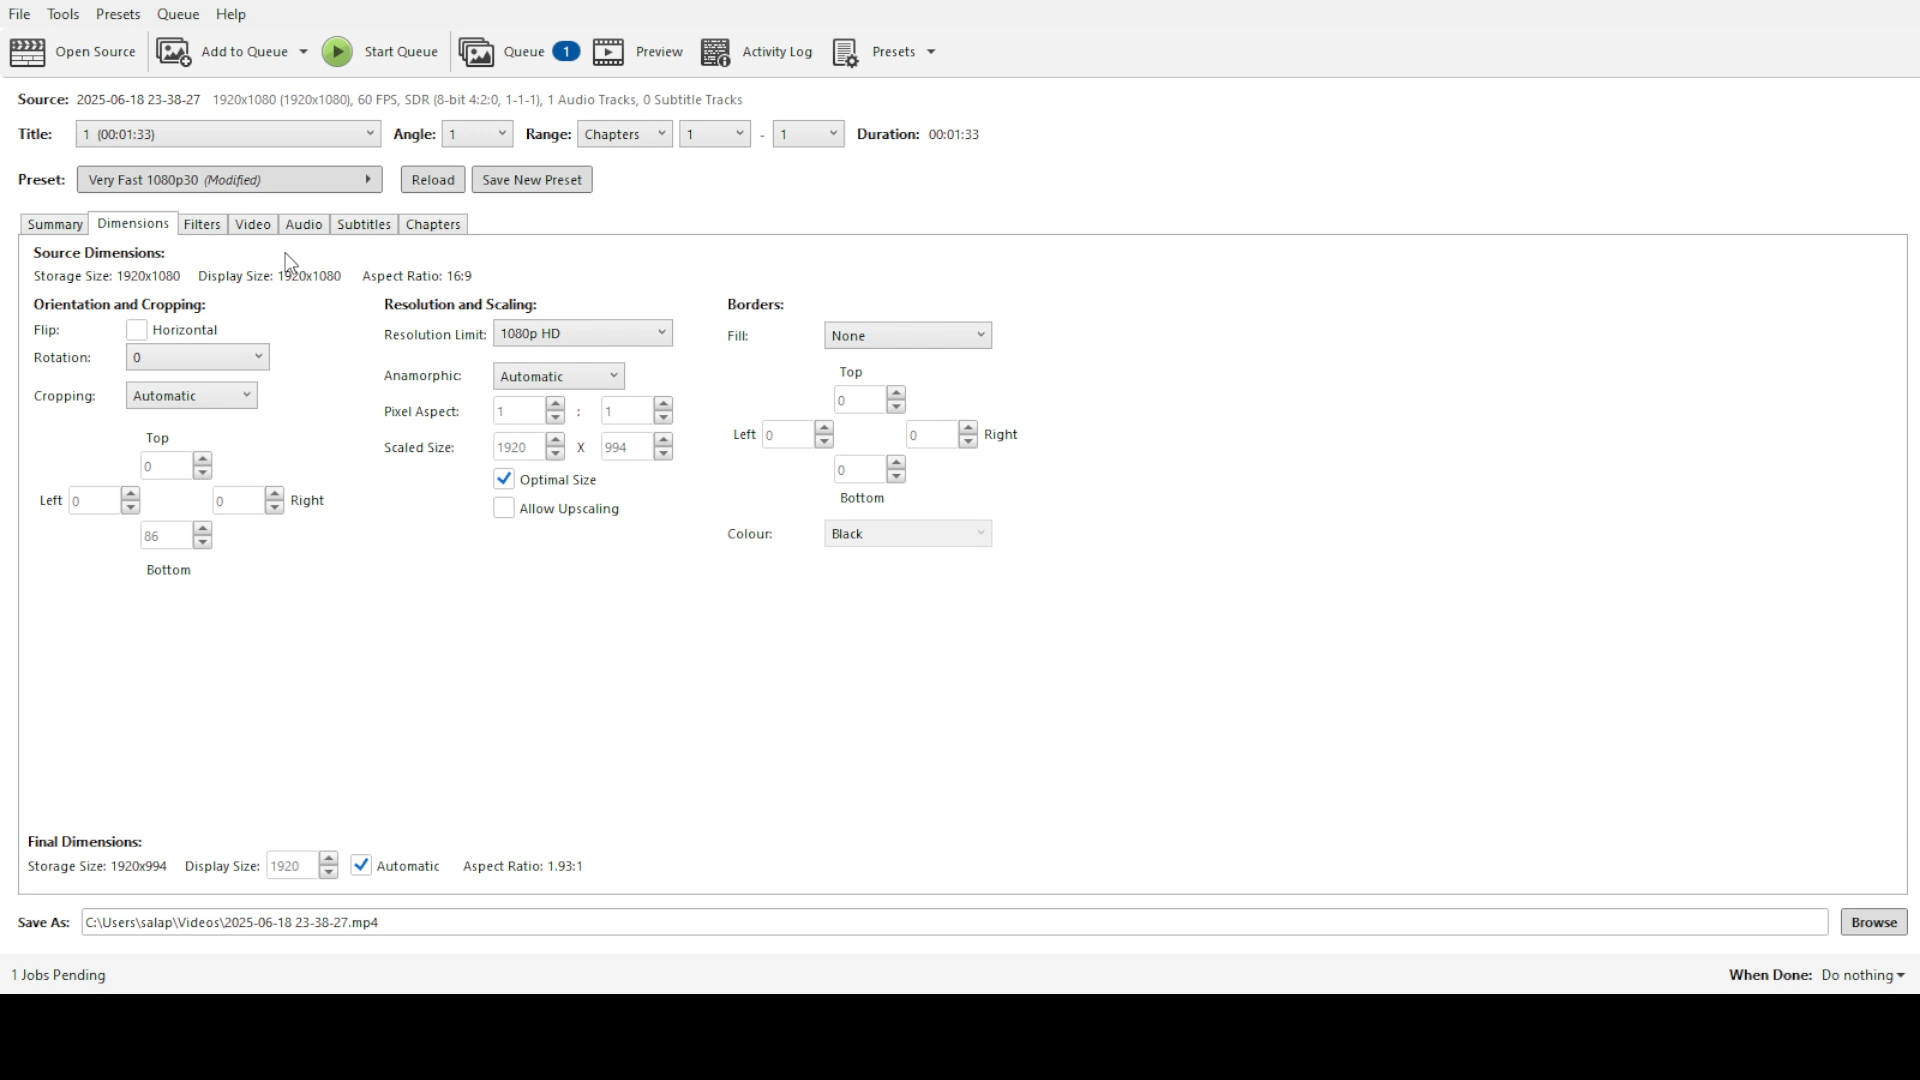 File Tools Presets Queue Help
Open Source Add to Queue Start Queue Queue 1 Preview Activity Log Presets
Source: 2025-06-18 23-38-27 1920x1080 (1920x1080), 60 FPS, SDR (8-bit 4:2:0, 1-1-1), 1 Audio Tracks, 0 Subtitle Tracks
Title: 1 (00:01:33) Angle: 1 Range: Chapters 1 - 1 Duration: 00:01:33
Preset: Very Fast 1080p30 (Modified) Reload Save New Preset
Summary Dimensions Filters Video Audio Subtitles Chapters
Source Dimensions:
Storage Size: 1920x1080 Display Size: 1920x1080 Aspect Ratio: 16:9
Orientation and Cropping: Resolution and Scaling: Borders:
Flip: Horizontal Resolution Limit: 1080p HD Fill: None
Rotation: 0
Anamorphic: Automatic Top
Cropping: Automatic Pixel Aspect: 1 : 1 0
Top Scaled Size: 1920 X 994 Left 0 0 Right
0 Optimal Size 0
Left 0 0 Right Allow Upscaling Bottom
86 Colour: Black
Bottom
Final Dimensions:
Storage Size: 1920x994 Display Size: 1920 Automatic Aspect Ratio: 1.93:1
Save As: C:\Users\salap\Videos\2025-06-18 23-38-27.mp4 Browse
1 Jobs Pending When Done: Do nothing